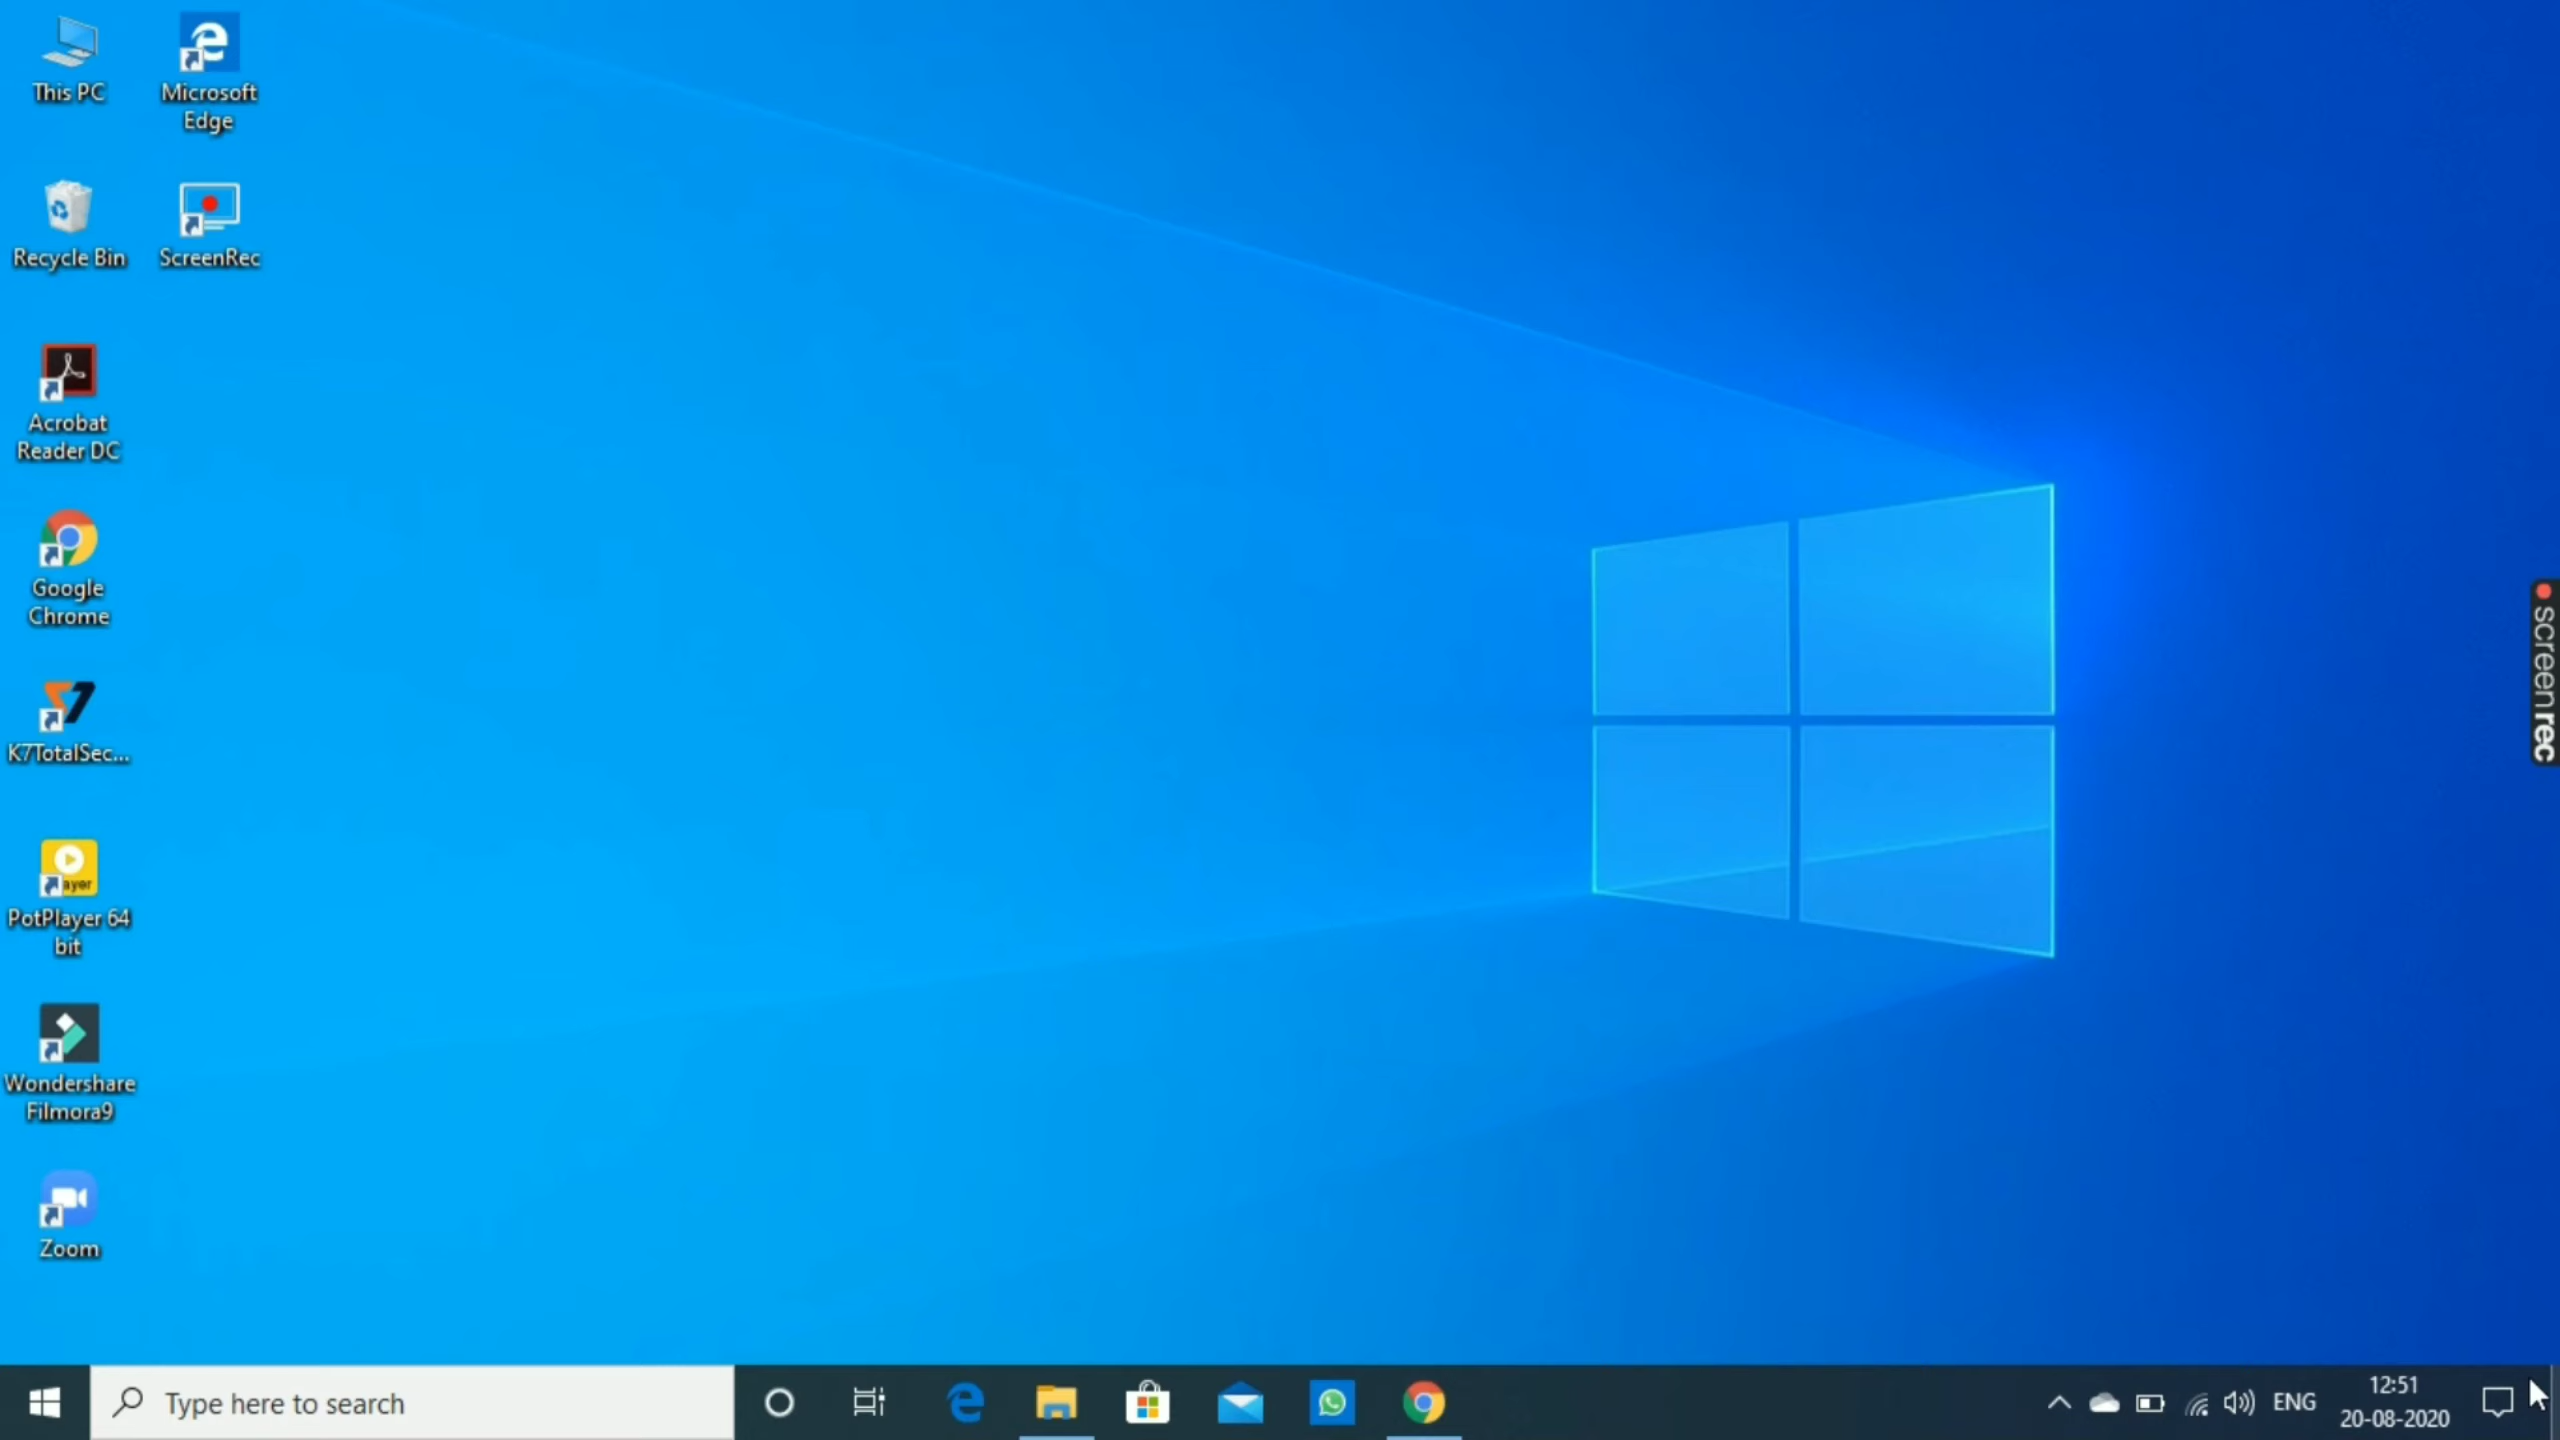 This PC
Microsoft
Edge
Recycle Bin
ScreenRec
Acrobat
Reader DC
Google
Chrome
K7TotalSec...
ayer
PotPlayer 64
bit
Wondershare
Filmora9
Zoom
screenrec
Type here to search
ENG
12:51
20-08-2020